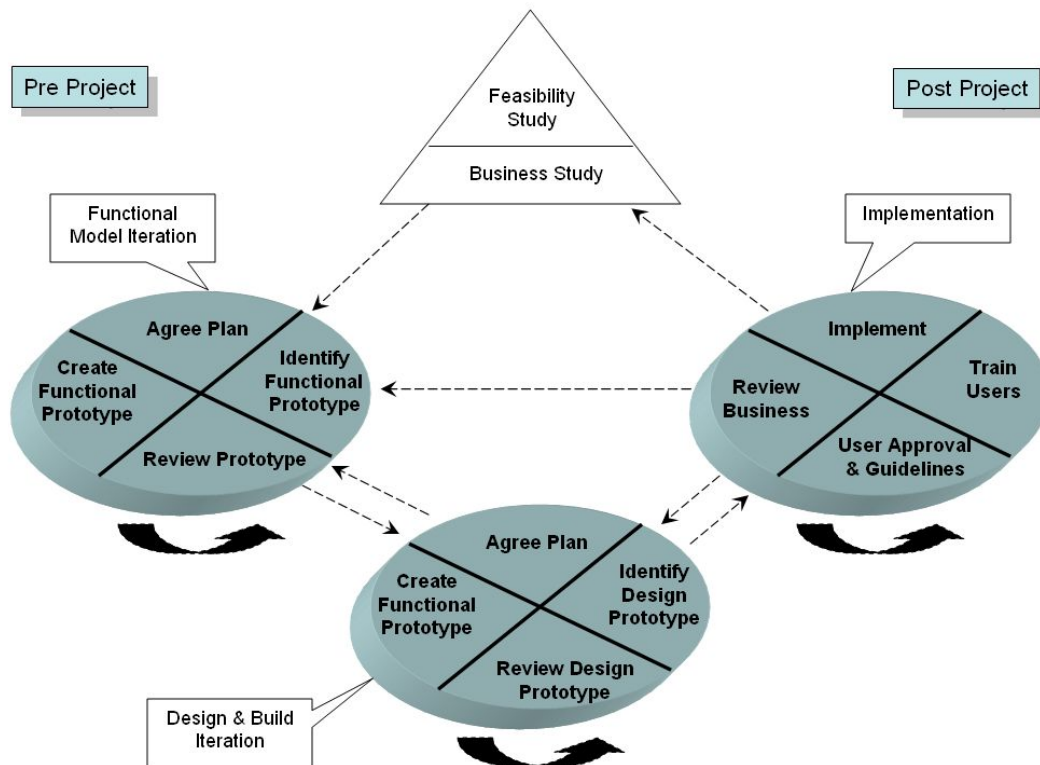 Pre Project
Feasibility
Study
Business Study
Post Project
Functional
Model Iteration
Implementation
Agree Plan
Identify
Functional
Prototype
Create
Functional
Prototype
Review Prototype
Implement
Train
Users
Review
Business
User Approval
& Guidelines
Agree Plan
Identify
Design
Prototype
Create
Functional
Prototype
Review Design
Prototype
Design & Build
Iteration